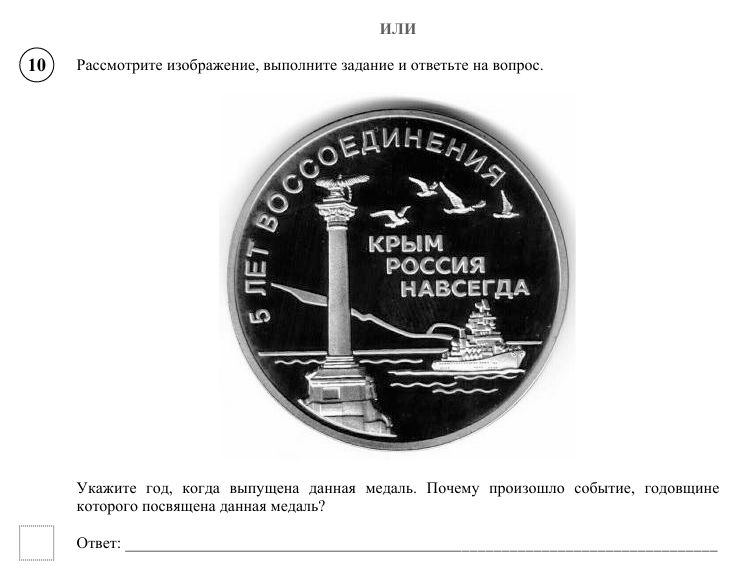 ИЛИ
10
Рассмотрите изображение, выполните задание и ответьте на вопрос.
5 ЛЕТ ВОССОЕДИНЕНИЯ
КРЫМ
РОССИЯ
НАВСЕГДА
Укажите год, когда выпущена данная медаль. Почему произошло событие, годовщине
которого посвящена данная медаль?
Ответ: